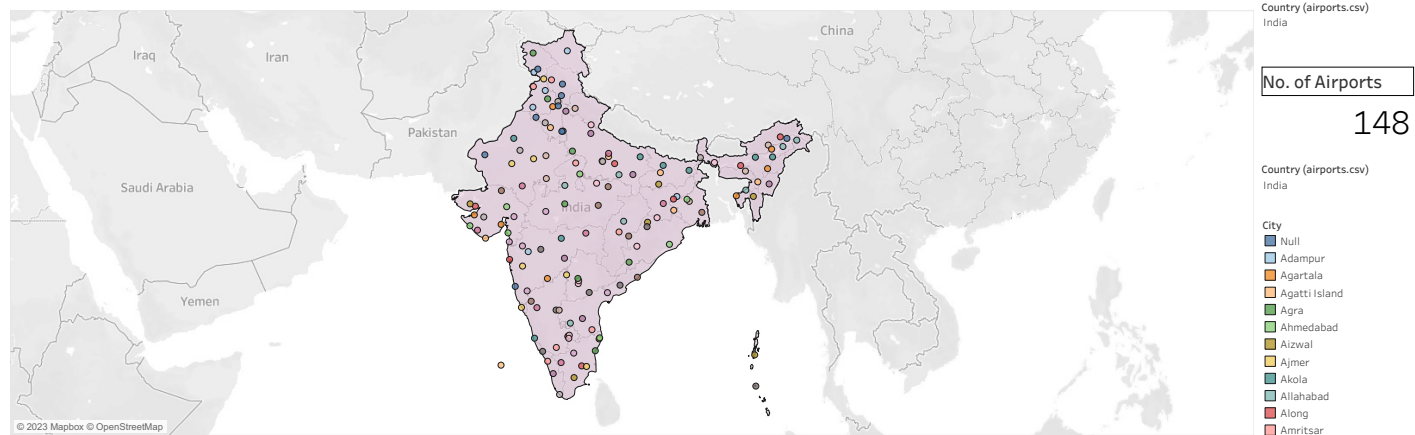 Iraq
Iran
China
Pakistan
Saudi Arabia
India
Yemen
© 2023 Mapbox © OpenStreetMap
Country (airports.csv)
India
No. of Airports
148
Country (airports.csv)
India
City
Null
Adampur
Agartala
Agatti Island
Agra
Ahmedabad
Aizwal
Ajmer
Akola
Allahabad
Along
Amritsar